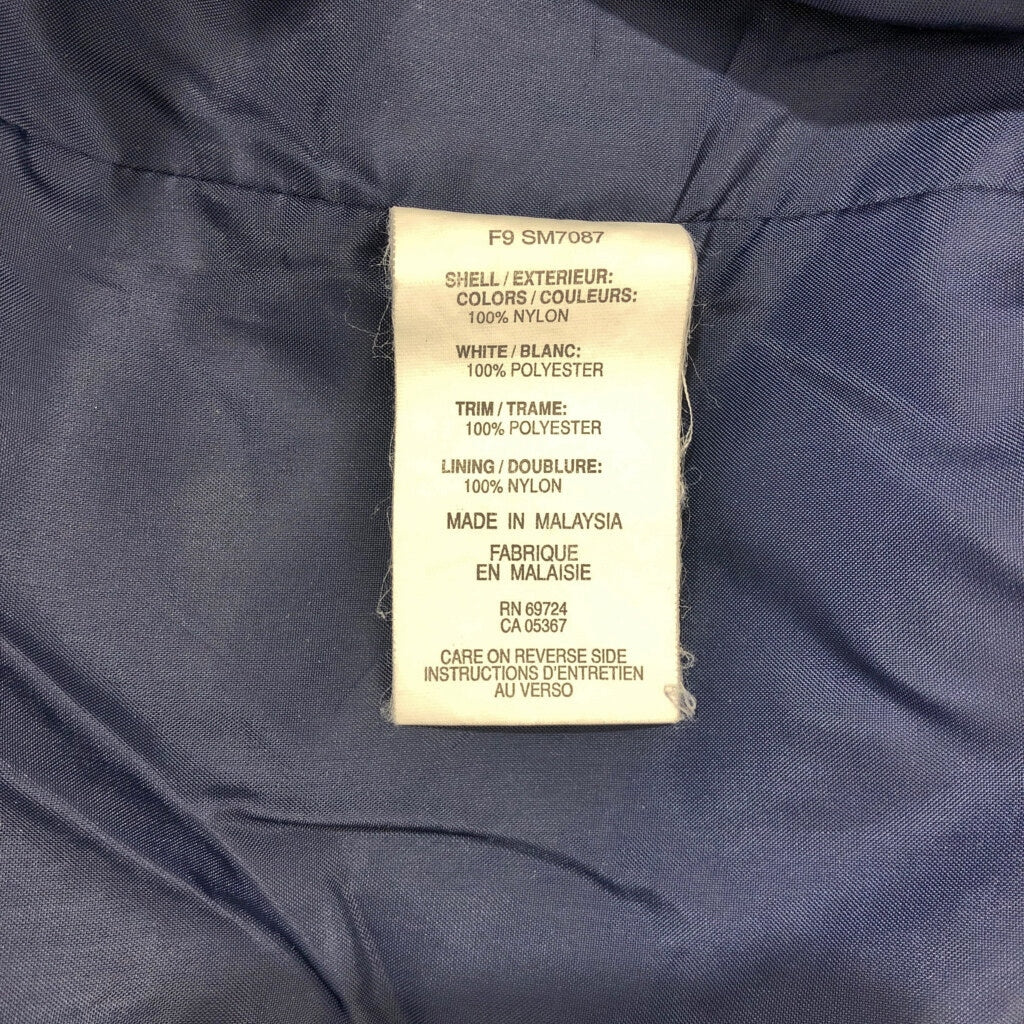 F9 SM7087
SHELL / EXTERIEUR:
COLORS / COULEURS:
100% NYLON
WHITE / BLANC:
100% POLYESTER
TRIM / TRAME:
100% POLYESTER
LINING / DOUBLURE:
100% NYLON
MADE IN MALAYSIA
FABRIQUE
EN MALAISIE
RN 69724
CA 05367
CARE ON REVERSE SIDE
INSTRUCTIONS D'ENTRETIEN
AU VERSO